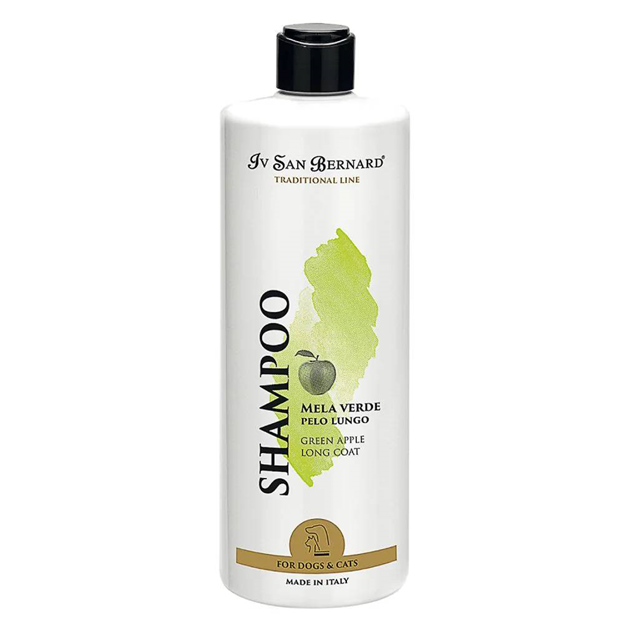 Iv San Bernard®
TRADITIONAL LINE
SHAMPOO
MELA VERDE
PELO LUNGO
GREEN APPLE
LONG COAT
FOR DOGS & CATS
MADE IN ITALY